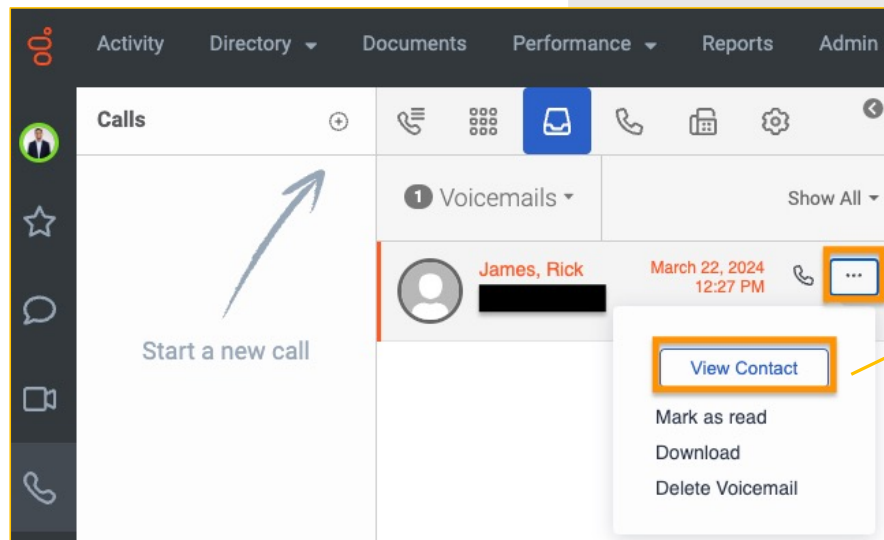 Activity Directory Documents Performance Reports Admin
Calls
1 Voicemails
Show All
James, Rick
March 22, 2024
12:27 PM
...
Start a new call
View Contact
Mark as read
Download
Delete Voicemail